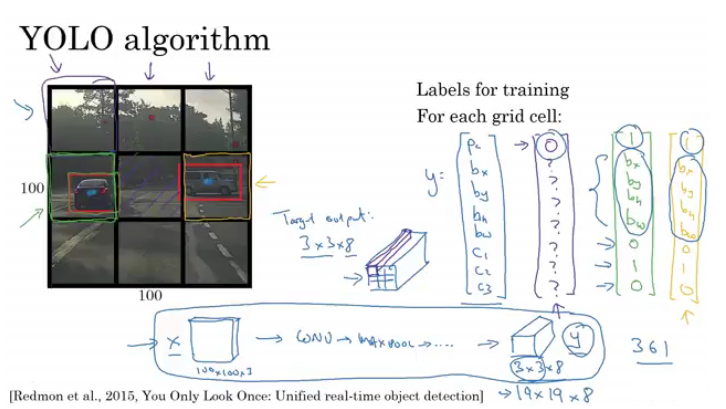 YOLO algorithm
Labels for training
For each grid cell:
100
100
y =
Pc
bx
by
bh
bw
c1
c2
c3
0
?
?
?
?
?
?
?
1
bx
by
bh
bw
0
1
0
1
bx
by
bh
bw
0
1
0
Target output:
3 x 3 x 8
x
100x100x3
CONV → MAXPOOL → ....
y
3 x 3 x 8
361
→ 19 x 19 x 8
[Redmon et al., 2015, You Only Look Once: Unified real-time object detection]